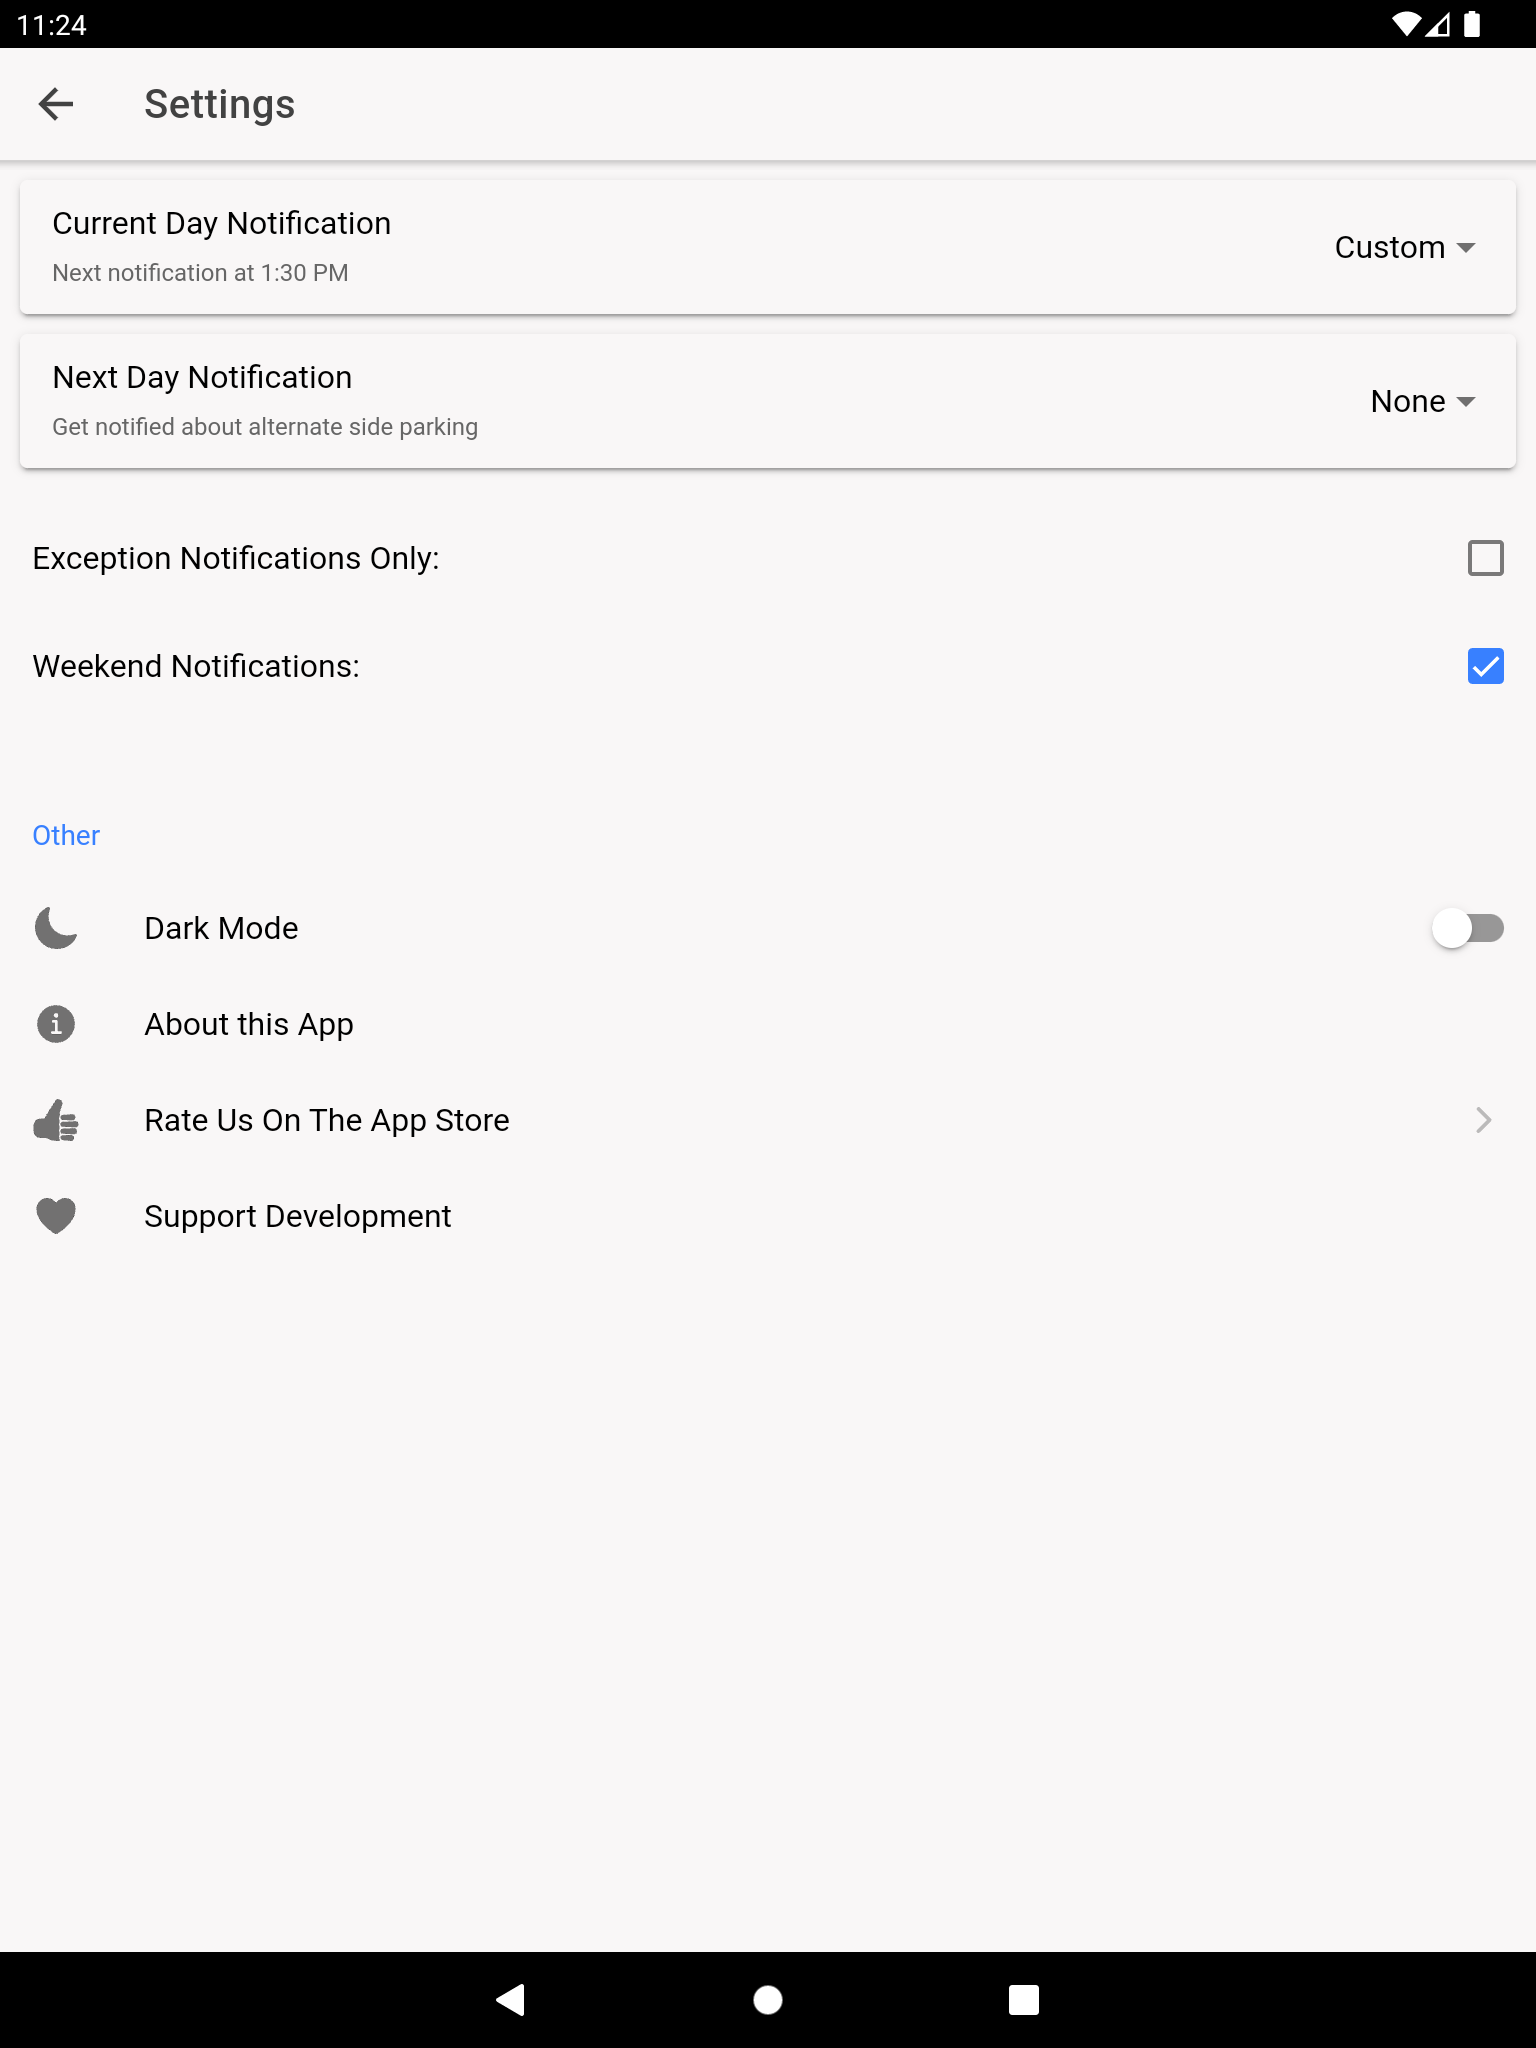 11:24
Settings
Current Day Notification
Next notification at 1:30 PM
Custom
Next Day Notification
Get notified about alternate side parking
None
Exception Notifications Only:
Weekend Notifications:
Other
Dark Mode
About this App
Rate Us On The App Store
Support Development